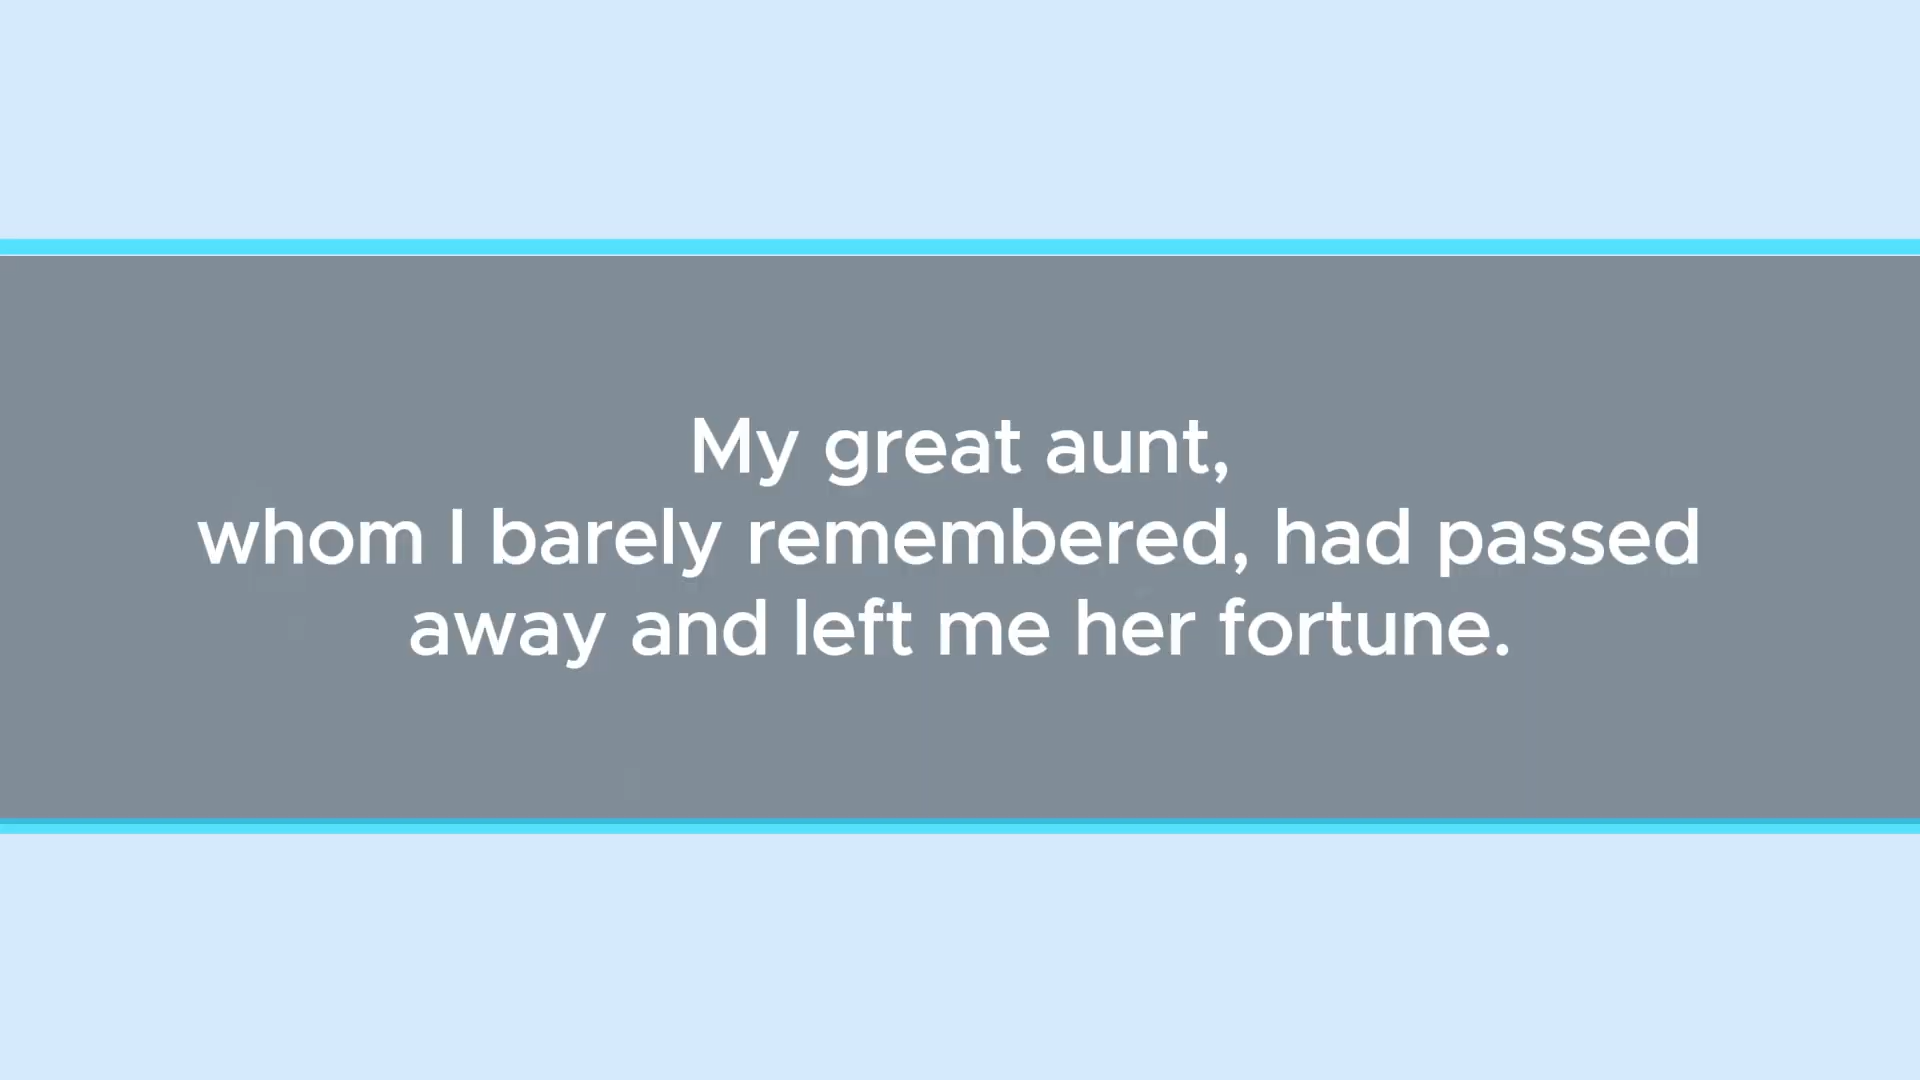 My great aunt,
whom I barely remembered, had passed
away and left me her fortune.